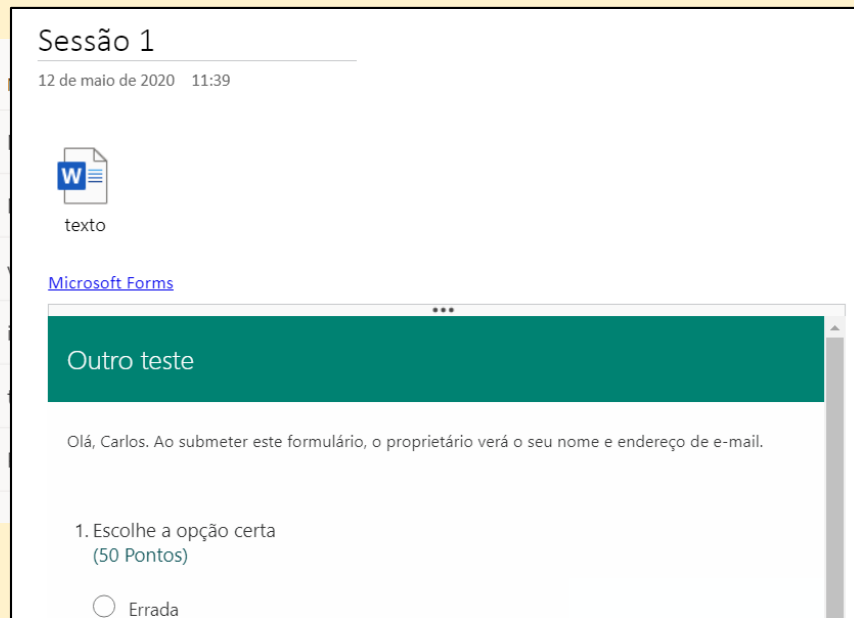 Sessão 1
12 de maio de 2020 11:39
W
texto
Microsoft Forms
Outro teste
Olá, Carlos. Ao submeter este formulário, o proprietário verá o seu nome e endereço de e-mail.
1. Escolhe a opção certa
(50 Pontos)
Errada